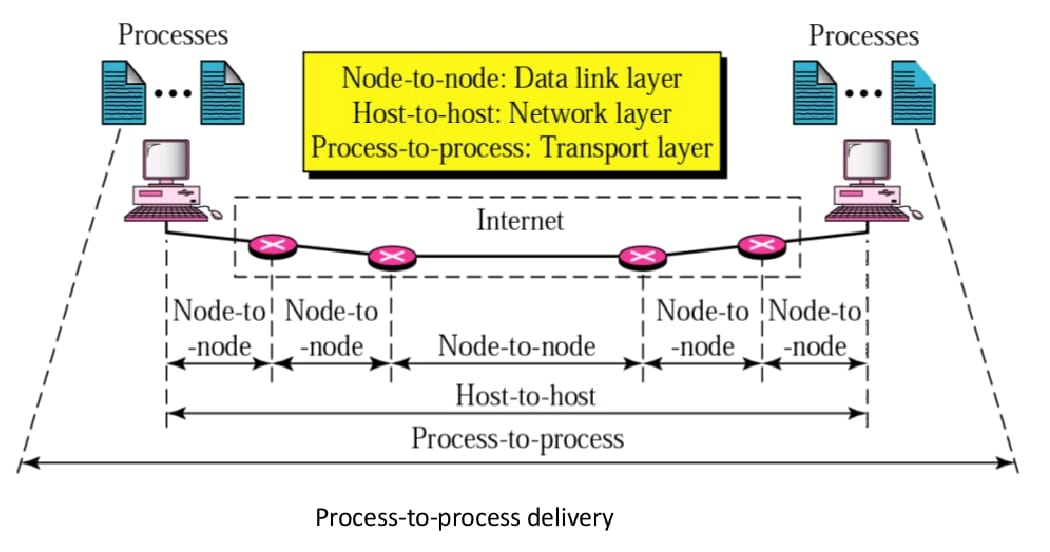 Processes
Processes
Node-to-node: Data link layer
Host-to-host: Network layer
Process-to-process: Transport layer
Internet
Node-to
-node
Node-to
-node
Node-to-node
Node-to
-node
Node-to
-node
Host-to-host
Process-to-process
Process-to-process delivery